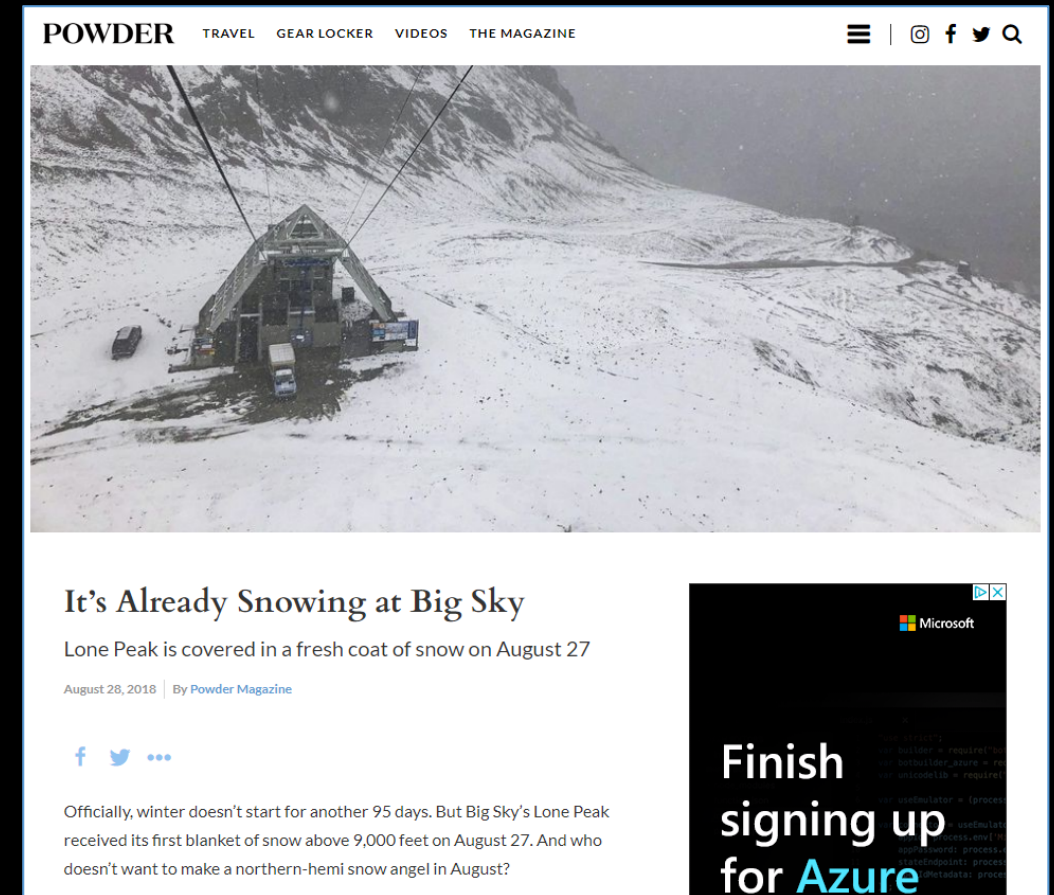 POWDER TRAVEL GEAR LOCKER VIDEOS THE MAGAZINE
It's Already Snowing at Big Sky
Lone Peak is covered in a fresh coat of snow on August 27
August 28, 2018 By Powder Magazine
Officially, winter doesn't start for another 95 days. But Big Sky's Lone Peak
received its first blanket of snow above 9,000 feet on August 27. And who
doesn't want to make a northern-hemi snow angel in August?
Microsoft
Finish
signing up
for Azure